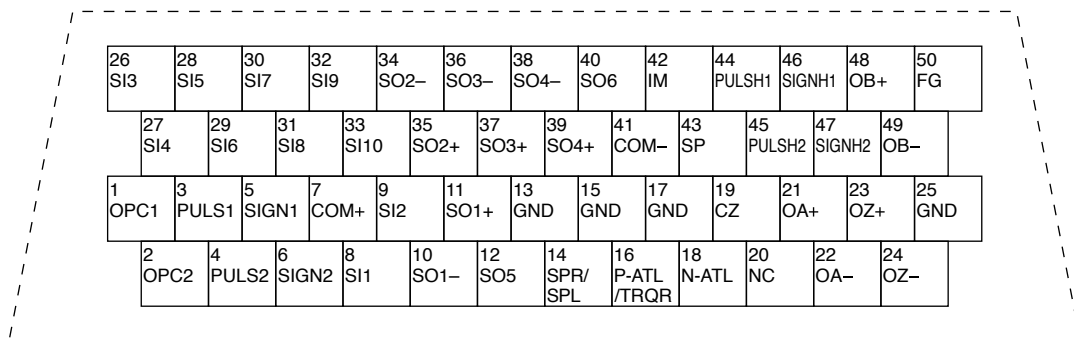 26 28 30 32 34 36 38 40 42 44 46 48 50
SI3 SI5 SI7 SI9 SO2– SO3– SO4– SO6 IM PULSH1 SIGNH1 OB+ FG
27 29 31 33 35 37 39 41 43 45 47 49
SI4 SI6 SI8 SI10 SO2+ SO3+ SO4+ COM– SP PULSH2 SIGNH2 OB–
1 3 5 7 9 11 13 15 17 19 21 23 25
OPC1 PULS1 SIGN1 COM+ SI2 SO1+ GND GND GND CZ OA+ OZ+ GND
2 4 6 8 10 12 14 16 18 20 22 24
OPC2 PULS2 SIGN2 SI1 SO1– SO5 SPR/ P-ATL N-ATL NC OA– OZ–
SPL /TRQR